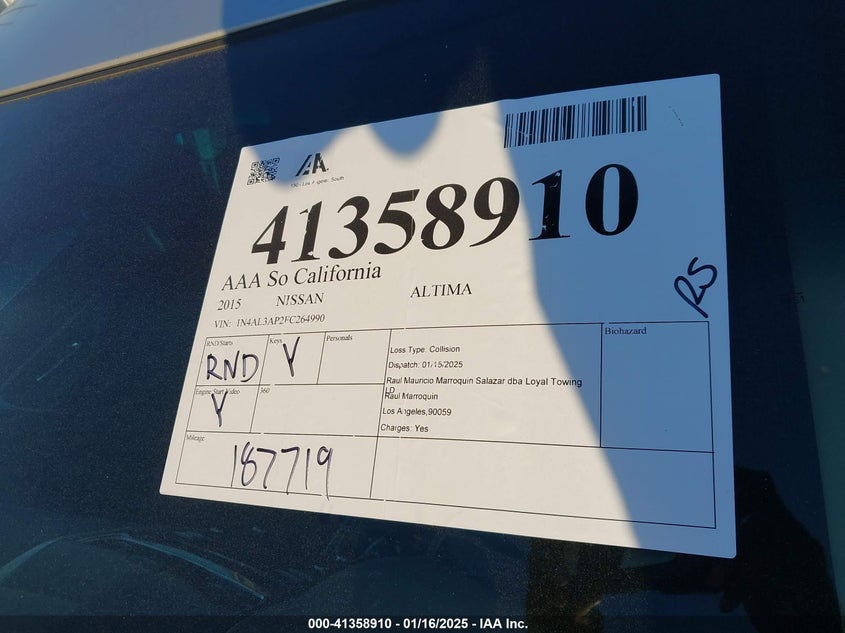 IAA
41358910
AAA So California
2015 NISSAN ALTIMA
VIN: 1N4AL3AP2FC264990
RS
RND/Starts
RND
Keys
Y
Personals
Biohazard
Loss Type: Collision
Dispatch: 01/15/2025
Raul Mauricio Marroquin Salazar dba Loyal Towing
LD
Raul Marroquin
Los Angeles,90059
Charges: Yes
Engine Start Video
Y
360
Mileage
187719
000-41358910 - 01/16/2025 - IAA Inc.